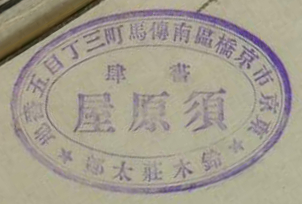 東京市京橋區南傳馬町三丁目五番地
書肆
須原屋
鈴木荘太郎